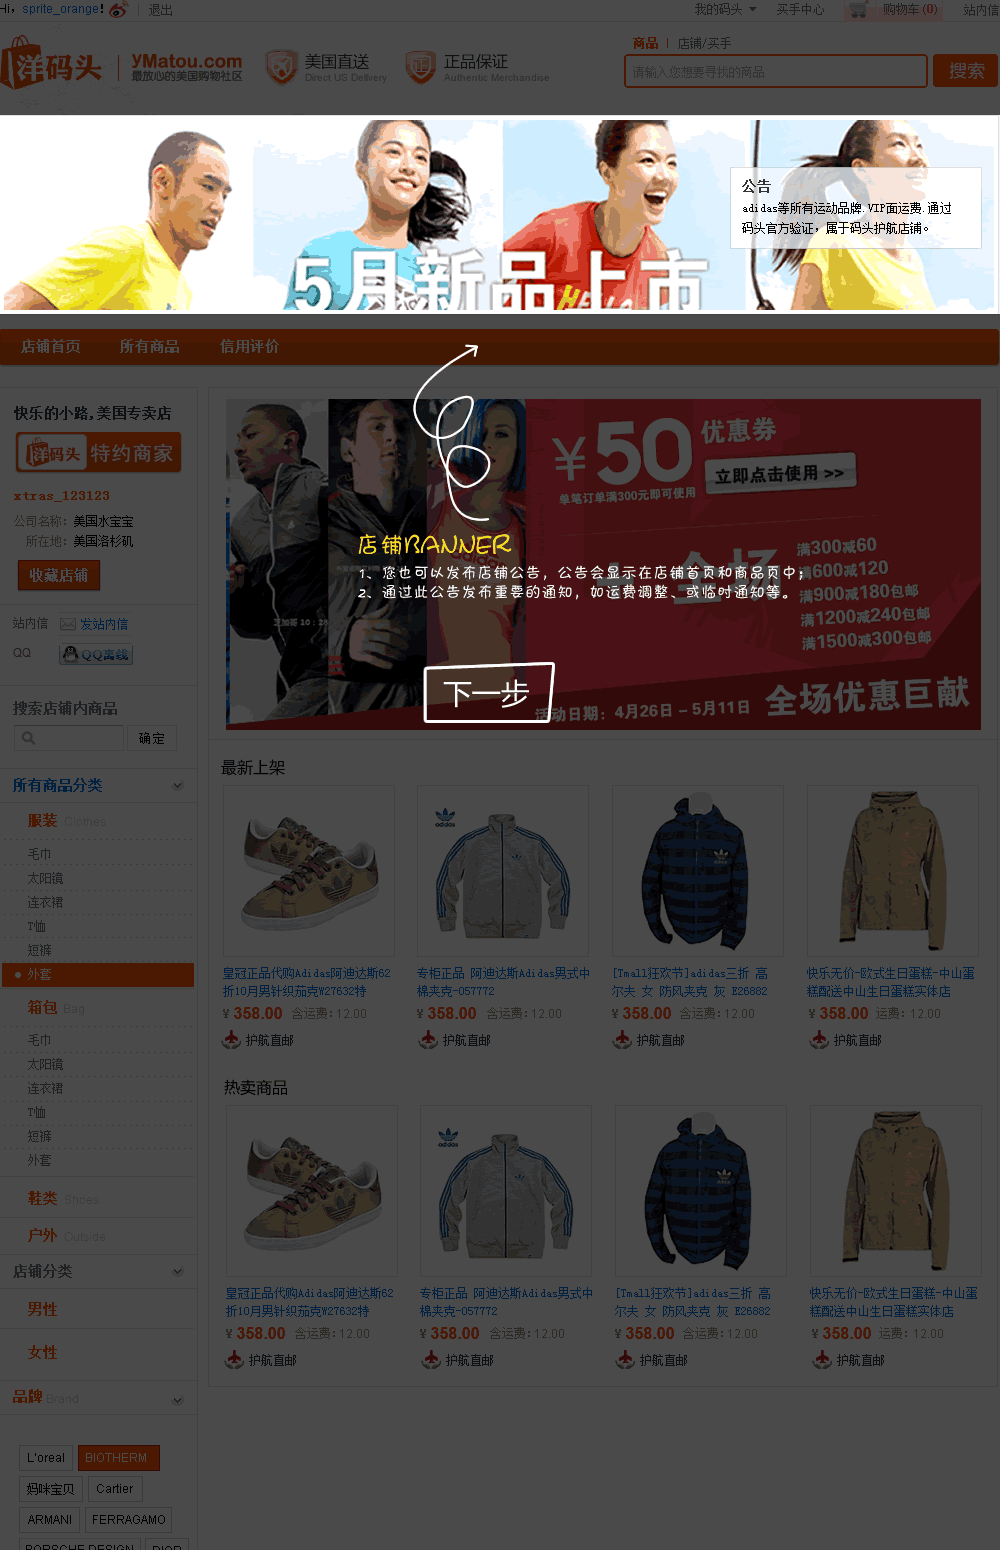 Hi，sprite_orange！
退出
我的码头
买手中心
购物车(0)
站内信
洋码头
YMatou.com
最放心的美国购物社区
美国直送
Direct US Delivery
正品保证
Authentic Merchandise
商品
店铺/买手
请输入您想要寻找的商品
搜索
公告
adidas等所有运动品牌.VIP面运费.通过
码头官方验证，属于码头护航店铺。
5月新品上市
店铺首页
所有商品
信用评价
快乐的小路,美国专卖店
洋码头 特约商家
xtras_123123
公司名称：美国水宝宝
所在地：美国洛杉矶
收藏店铺
站内信
发站内信
QQ
QQ离线
搜索店铺内商品
确定
¥50优惠券
单笔订单满300元即可使用
立即点击使用 >>
全场
满300减60
满600减120
满900减180包邮
满1200减240包邮
满1500减300包邮
全场优惠巨献
活动日期：4月26日－5月11日
店铺BANNER
1、您也可以发布店铺公告，公告会显示在店铺首页和商品页中；
2、通过此公告发布重要的通知，如运费调整、或临时通知等。
下一步
所有商品分类
服装 Clothes
毛巾
太阳镜
连衣裙
T恤
短裤
外套
箱包 Bag
毛巾
太阳镜
连衣裙
T恤
短裤
外套
鞋类 Shoes
户外 Outside
店铺分类
男性
女性
品牌 Brand
L'oreal
BIOTHERM
妈咪宝贝
Cartier
ARMANI
FERRAGAMO
PORSCHE DESIGN
DIOR
最新上架
adidas
皇冠正品代购Adidas阿迪达斯62
折10月男针织茄克W27632特
¥ 358.00 含运费：12.00
护航直邮
专柜正品 阿迪达斯Adidas男式中
棉夹克-057772
¥ 358.00 含运费：12.00
护航直邮
[Tmall狂欢节]adidas三折 高
尔夫 女 防风夹克 灰 E26882
¥ 358.00 含运费：12.00
护航直邮
快乐无价-欧式生日蛋糕-中山蛋
糕配送中山生日蛋糕实体店
¥ 358.00 运费：12.00
护航直邮
热卖商品
adidas
皇冠正品代购Adidas阿迪达斯62
折10月男针织茄克W27632特
¥ 358.00 含运费：12.00
护航直邮
专柜正品 阿迪达斯Adidas男式中
棉夹克-057772
¥ 358.00 含运费：12.00
护航直邮
[Tmall狂欢节]adidas三折 高
尔夫 女 防风夹克 灰 E26882
¥ 358.00 含运费：12.00
护航直邮
快乐无价-欧式生日蛋糕-中山蛋
糕配送中山生日蛋糕实体店
¥ 358.00 运费：12.00
护航直邮